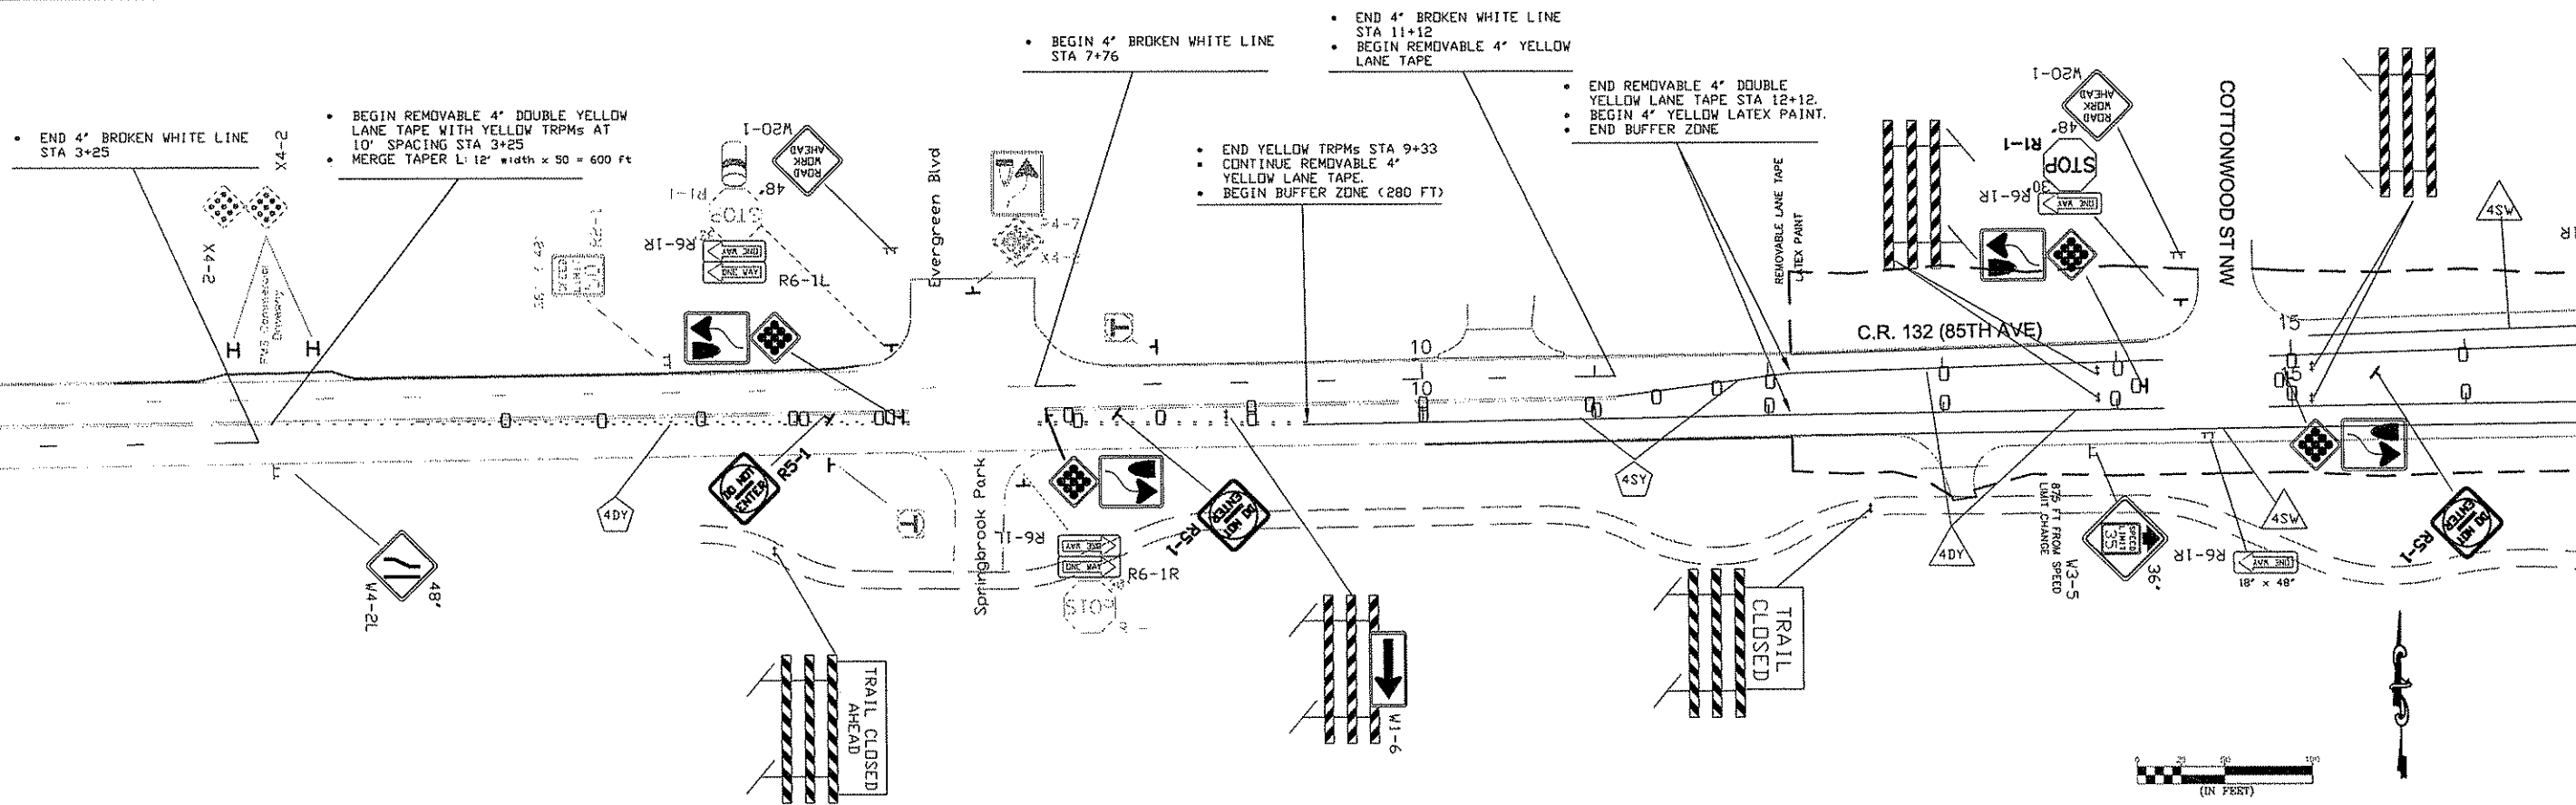 • END 4" BROKEN WHITE LINE
STA 3+25
X4-2
X4-2
• BEGIN REMOVABLE 4" DOUBLE YELLOW
LANE TAPE WITH YELLOW TRPMs AT
10' SPACING STA 3+25
• MERGE TAPER L: 12' width x 50 = 600 ft
W20-1
ROAD
WORK
AHEAD
48"
R1-1
STOP
R6-1R
ONE WAY
ONE WAY
R6-1L
R2-1
SPEED
LIMIT
Evergreen Blvd
• BEGIN 4" BROKEN WHITE LINE
STA 7+76
• END YELLOW TRPMs STA 9+33
• CONTINUE REMOVABLE 4"
YELLOW LANE TAPE.
• BEGIN BUFFER ZONE (280 FT)
• END 4" BROKEN WHITE LINE
STA 11+12
• BEGIN REMOVABLE 4" YELLOW
LANE TAPE
• END REMOVABLE 4" DOUBLE
YELLOW LANE TAPE STA 12+12.
• BEGIN 4" YELLOW LATEX PAINT.
• END BUFFER ZONE
REMOVABLE LANE TAPE
LATEX PAINT
W20-1
ROAD
WORK
AHEAD
48"
R1-1
STOP
30"
R6-1R
ONE WAY
COTTONWOOD ST NW
4SW
C.R. 132 (85TH AVE)
10
10
15
15
W4-2L
48"
4DY
DO NOT
ENTER
R5-1
TRAIL CLOSED
AHEAD
Springbrook Park
R6-1L
ONE WAY
ONE WAY
R6-1R
STOP
DO NOT
ENTER
R5-1
W1-6
4SY
TRAIL
CLOSED
4DY
875 FT FROM SPEED
LIMIT CHANGE
SPEED
LIMIT
35
W3-5
36"
R6-1R
ONE WAY
18" x 48"
4SW
DO NOT
ENTER
R5-1
0
100
(IN FEET)